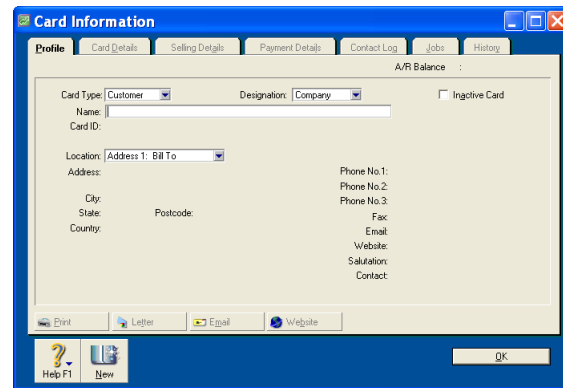 Card Information
Profile Card Details Selling Details Payment Details Contact Log Jobs History
A/R Balance :
Card Type: Customer Designation: Company Inactive Card
Name:
Card ID:
Location: Address 1: Bill To
Address: Phone No.1:
Phone No.2:
City: Phone No.3:
State: Postcode: Fax:
Country: Email:
Website:
Salutation:
Contact:
Print Letter Email Website
Help F1 New OK